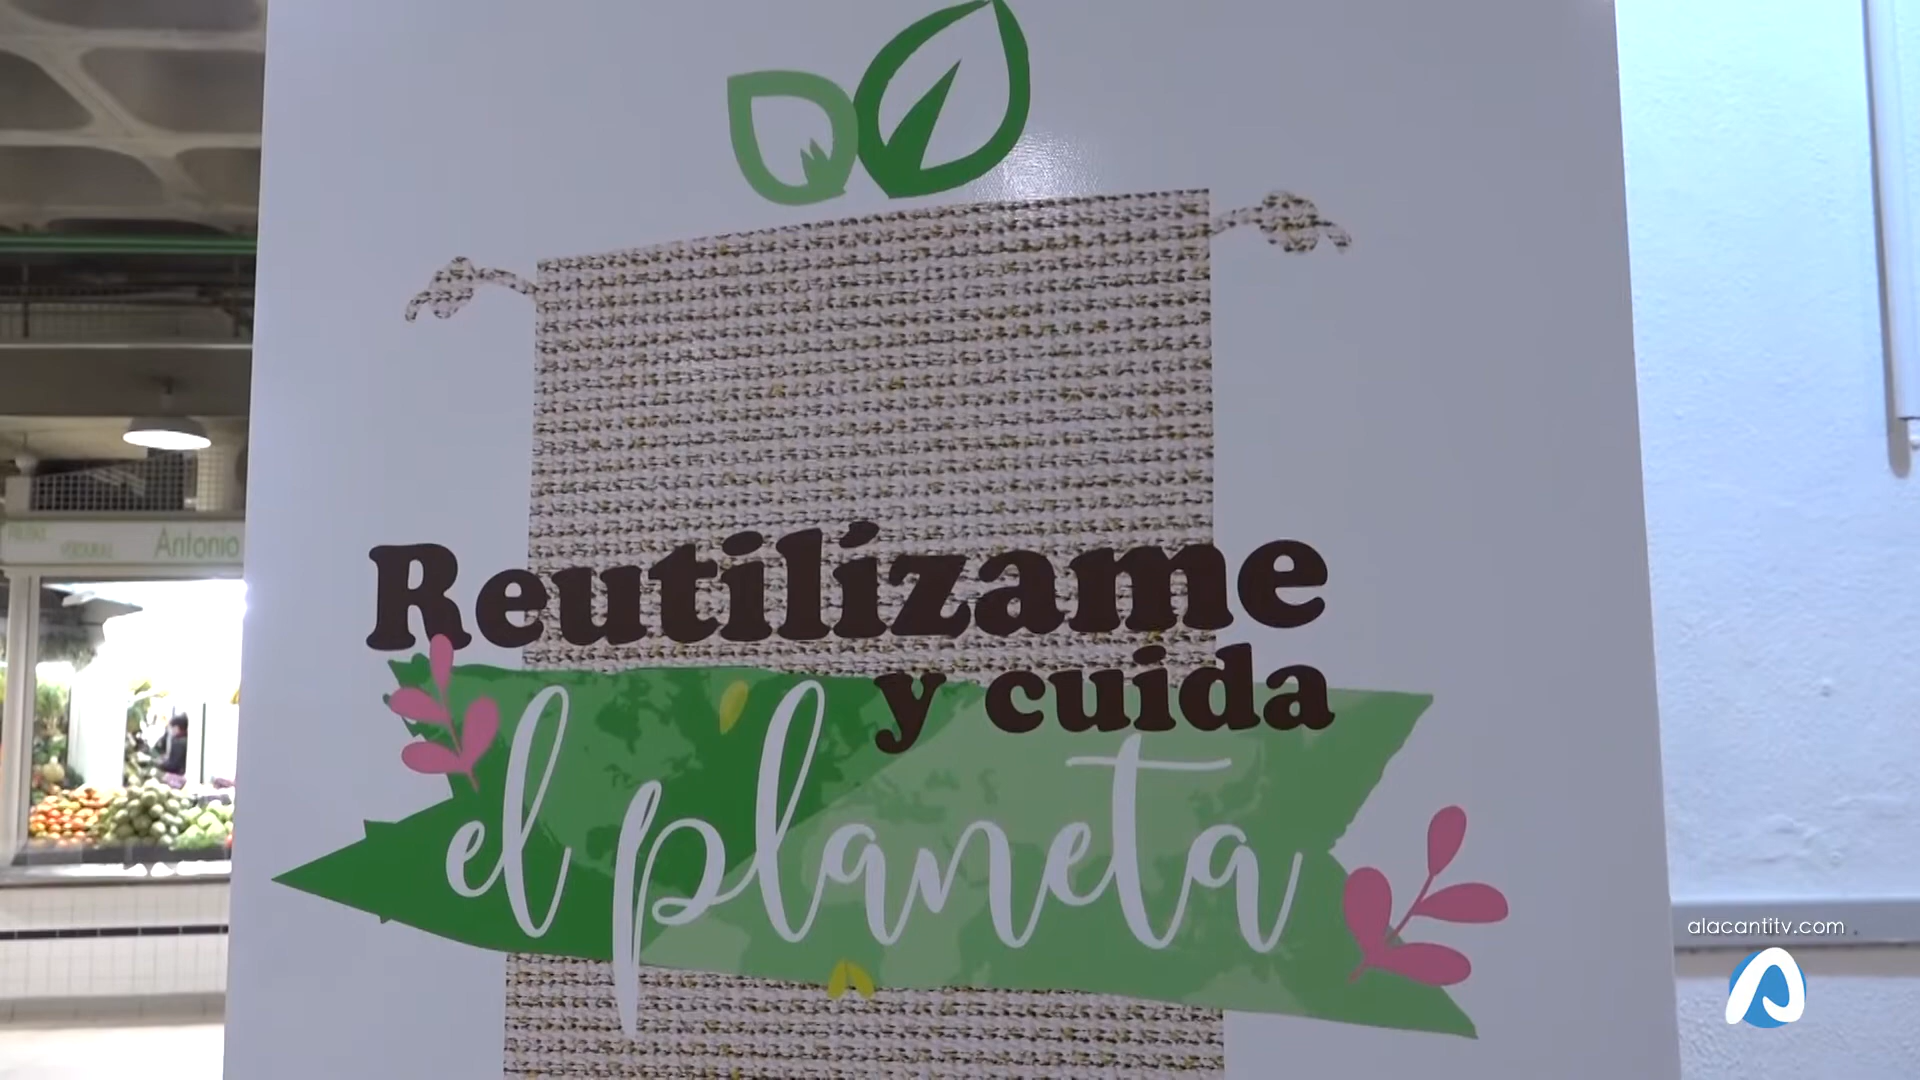 Reutilízame
y cuida
el planeta
Antonio
alacantitv.com